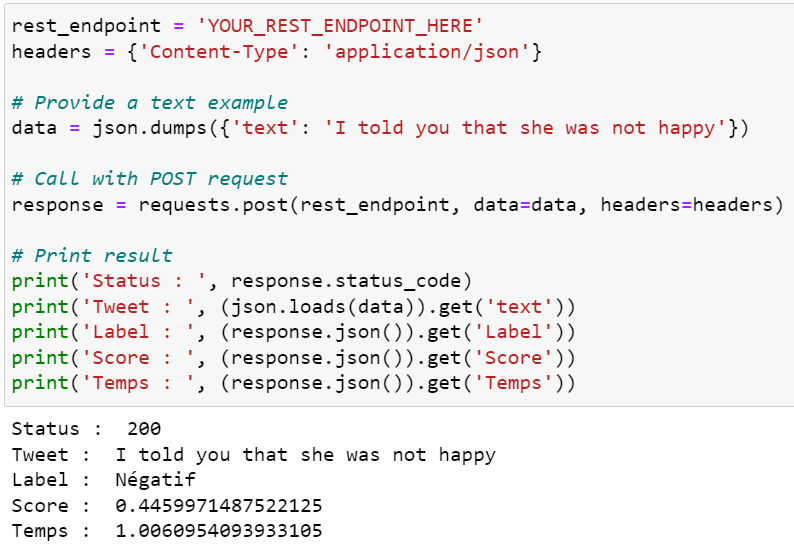 rest_endpoint = 'YOUR_REST_ENDPOINT_HERE'
headers = {'Content-Type': 'application/json'}
# Provide a text example
data = json.dumps({'text': 'I told you that she was not happy'})
# Call with POST request
response = requests.post(rest_endpoint, data=data, headers=headers)
# Print result
print('Status : ', response.status_code)
print('Tweet : ', (json.loads(data)).get('text'))
print('Label : ', (response.json()).get('Label'))
print('Score : ', (response.json()).get('Score'))
print('Temps : ', (response.json()).get('Temps'))
Status :  200
Tweet :  I told you that she was not happy
Label :  Négatif
Score :  0.4459971487522125
Temps :  1.0060954093933105